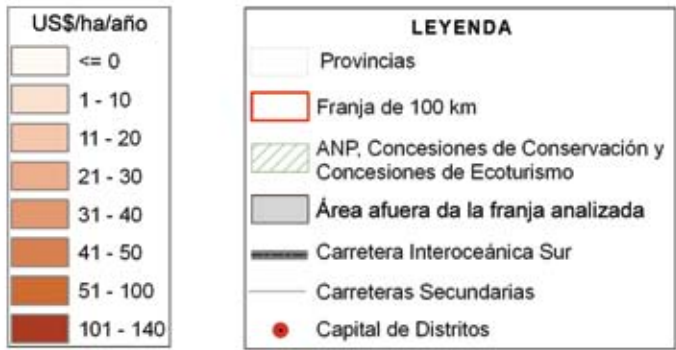 US$/ha/año
<= 0
1 - 10
11 - 20
21 - 30
31 - 40
41 - 50
51 - 100
101 - 140
LEYENDA
Provincias
Franja de 100 km
ANP, Concesiones de Conservación y
Concesiones de Ecoturismo
Área afuera da la franja analizada
Carretera Interoceánica Sur
Carreteras Secundarias
Capital de Distritos